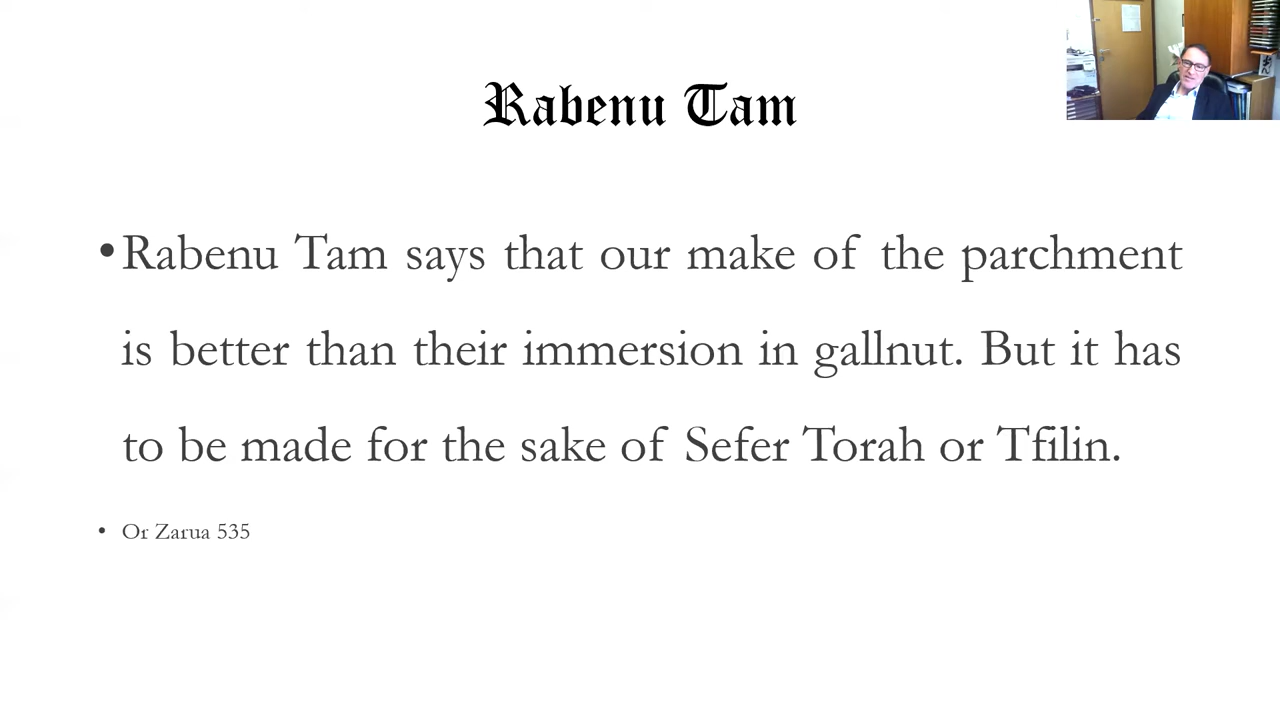 Rabenu Tam
•Rabenu Tam says that our make of the parchment
is better than their immersion in gallnut. But it has
to be made for the sake of Sefer Torah or Tfilin.
• Or Zarua 535